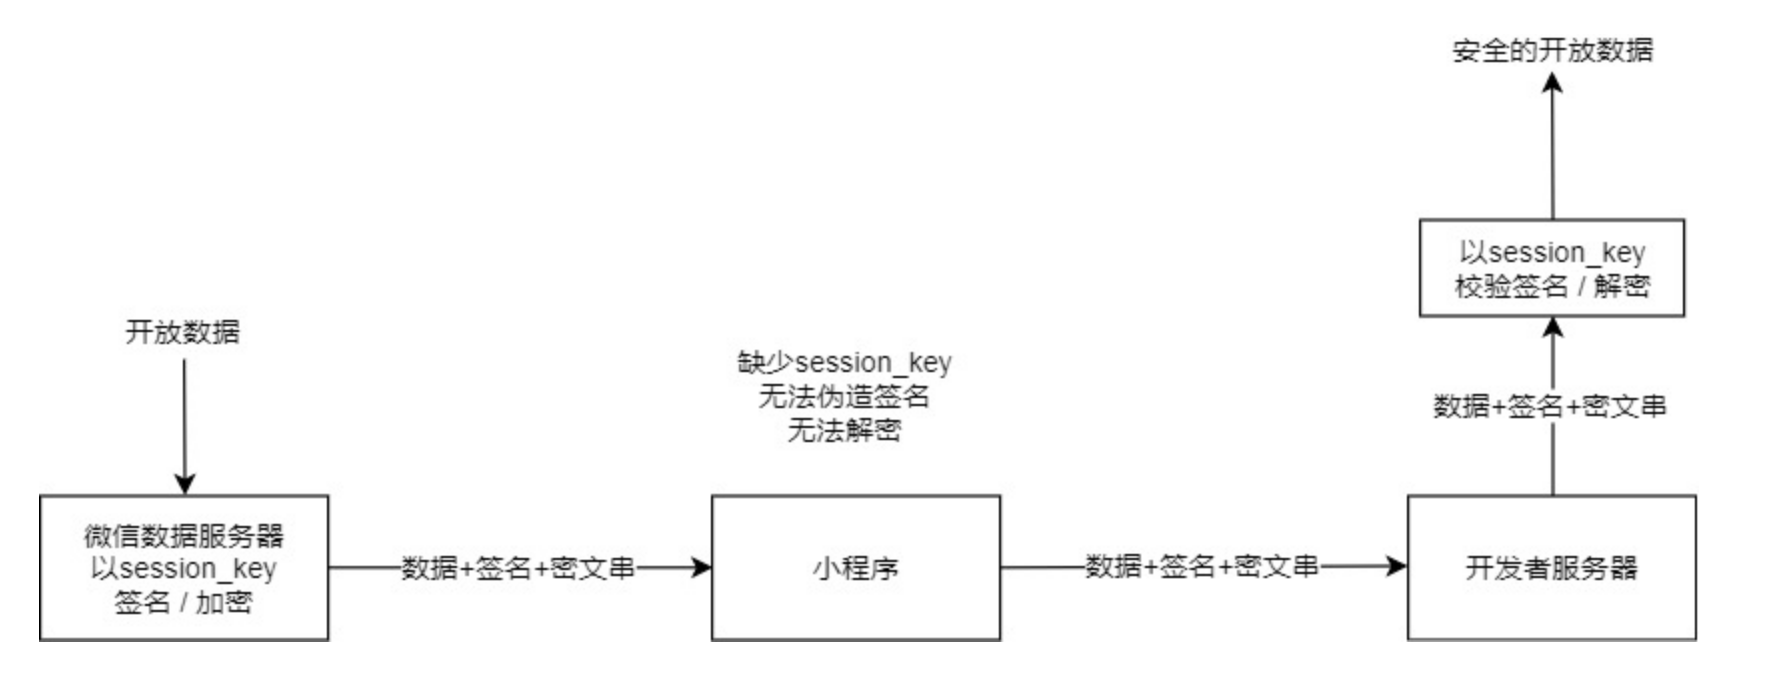 安全的开放数据
以session_key
校验签名 / 解密
开放数据
缺少session_key
无法伪造签名
无法解密
数据+签名+密文串
微信数据服务器
以session_key
签名 / 加密
数据+签名+密文串
小程序
数据+签名+密文串
开发者服务器